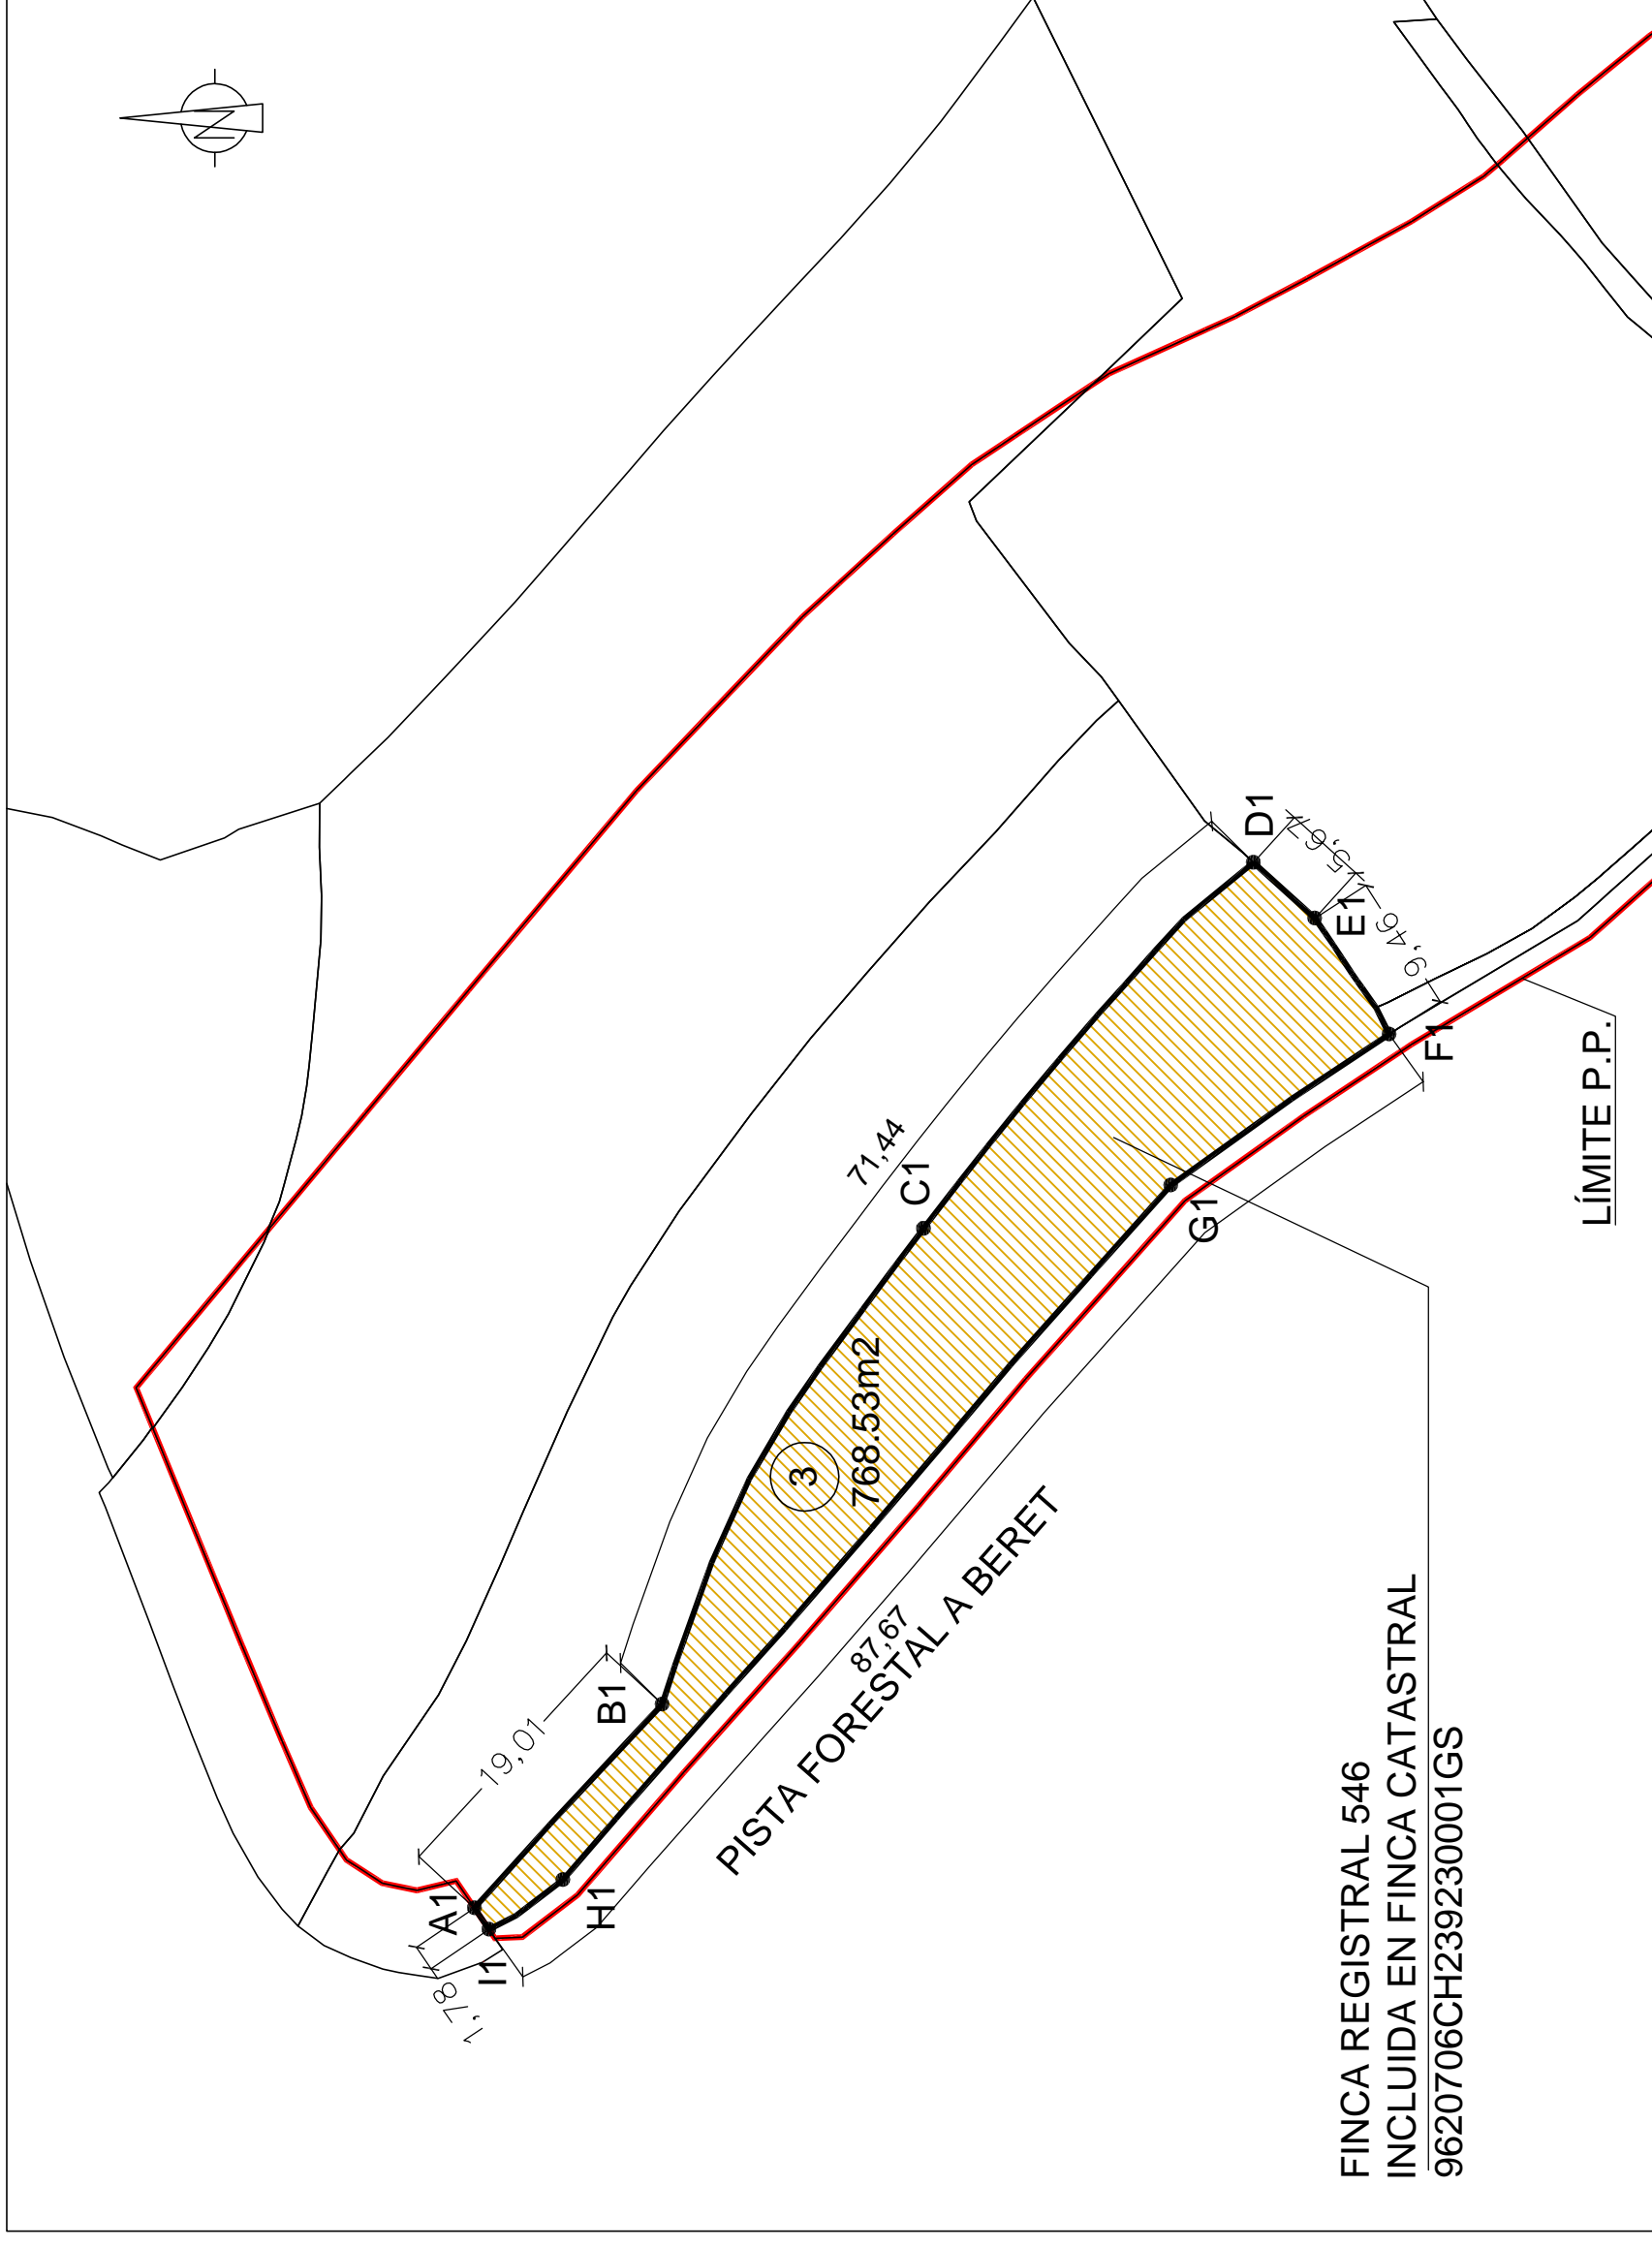 N
A1
B1
C1
D1
E1
F1
G1
H1
I1
19,01
71,44
5,67
9,46
87,67
1,78
3
768.53m2
PISTA FORESTAL A BERET
LÍMITE P.P.
FINCA REGISTRAL 546
INCLUIDA EN FINCA CATASTRAL
9620706CH2392300001GS